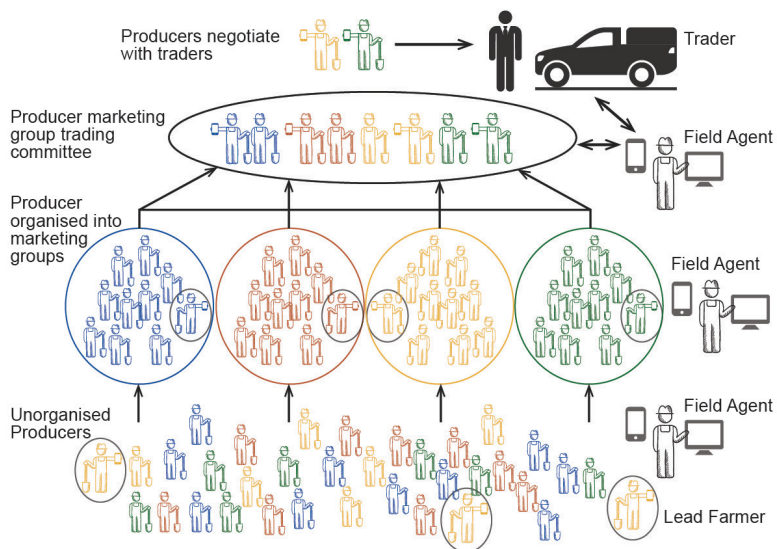 Producers negotiate
with traders
Trader
Producer marketing
group trading
committee
Field Agent
Producer
organised into
marketing
groups
Field Agent
Unorganised
Producers
Field Agent
Lead Farmer